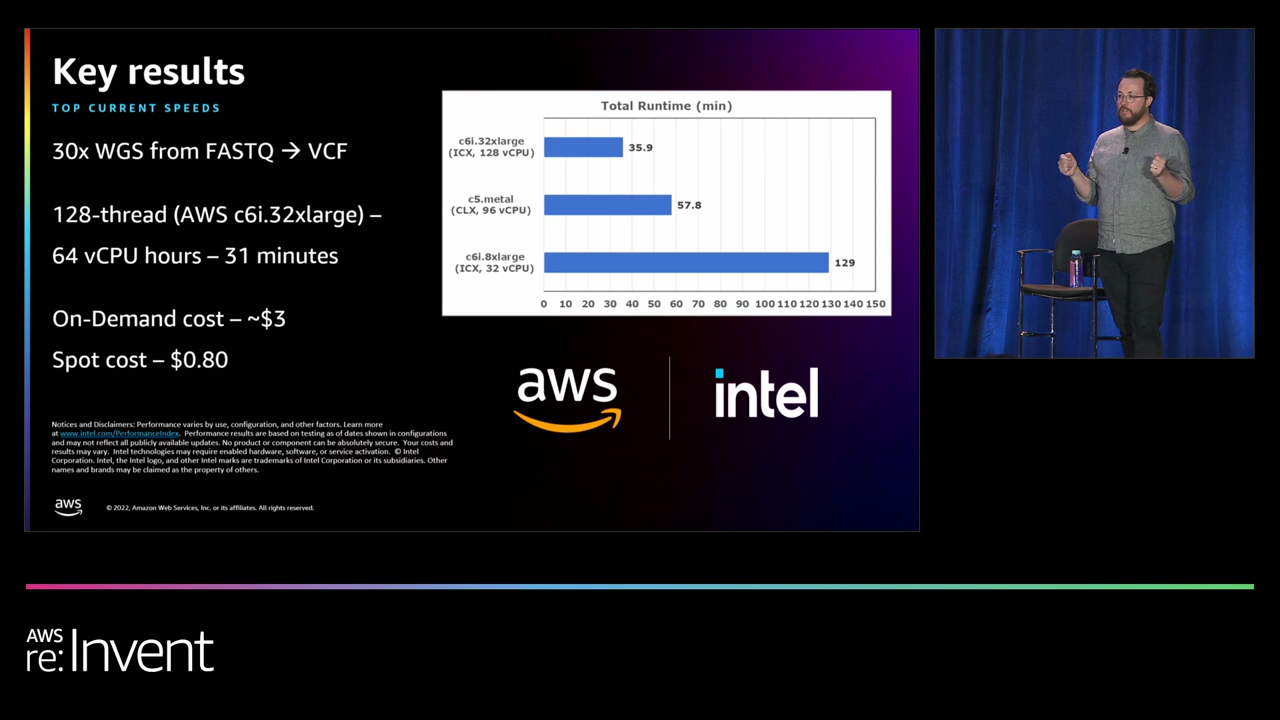 Key results
TOP CURRENT SPEEDS
30x WGS from FASTQ → VCF
128-thread (AWS c6i.32xlarge) –
64 vCPU hours – 31 minutes
On-Demand cost – ~$3
Spot cost – $0.80
Notices and Disclaimers: Performance varies by use, configuration, and other factors. Learn more
at www.intel.com/PerformanceIndex. Performance results are based on testing as of dates shown in configurations
and may not reflect all publicly available updates. No product or component can be absolutely secure. Your costs and
results may vary. Intel technologies may require enabled hardware, software, or service activation. © Intel
Corporation. Intel, the Intel logo, and other Intel marks are trademarks of Intel Corporation or its subsidiaries. Other
names and brands may be claimed as the property of others.
Total Runtime (min)
c6i.32xlarge
(ICX, 128 vCPU)
35.9
c5.metal
(CLX, 96 vCPU)
57.8
c6i.8xlarge
(ICX, 32 vCPU)
129
0 10 20 30 40 50 60 70 80 90 100 110 120 130 140 150
aws
intel
aws
© 2022, Amazon Web Services, Inc. or its affiliates. All rights reserved.
AWS
re:Invent